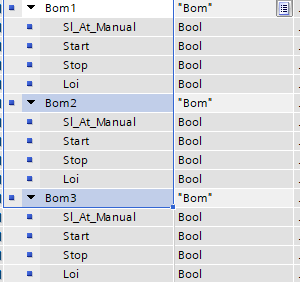 Bom1 "Bom"
Sl_At_Manual Bool
Start Bool
Stop Bool
Loi Bool
Bom2 "Bom"
Sl_At_Manual Bool
Start Bool
Stop Bool
Loi Bool
Bom3 "Bom"
Sl_At_Manual Bool
Start Bool
Stop Bool
Loi Bool